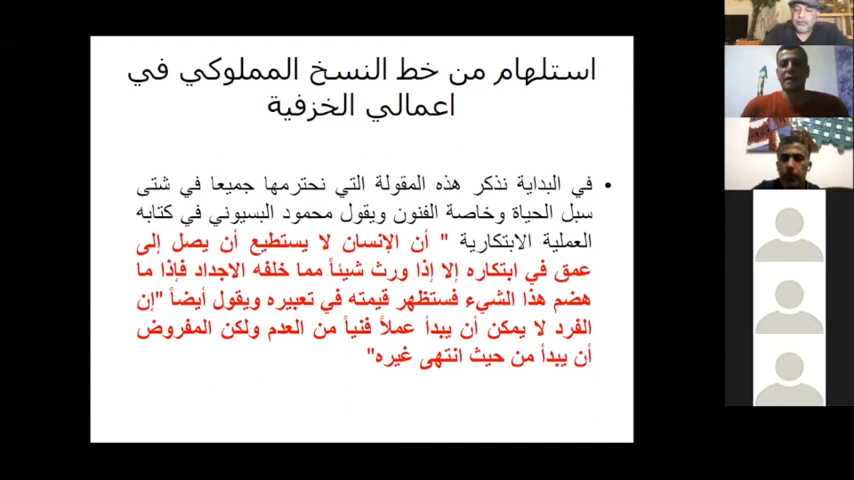 استلهام من خط النسخ المملوكي في
اعمالي الخزفية
• في البداية نذكر هذه المقولة التي نحترمها جميعا في شتى
سبل الحياة وخاصة الفنون ويقول محمود البسيوني في كتابه
العملية الابتكارية " أن الإنسان لا يستطيع أن يصل إلى
عمق في ابتكاره إلا إذا ورث شيئاً مما خلفه الاجداد فإذا ما
هضم هذا الشيء فستظهر قيمته في تعبيره ويقول أيضاً "إن
الفرد لا يمكن أن يبدأ عملاً فنياً من العدم ولكن المفروض
أن يبدأ من حيث انتهى غيره"